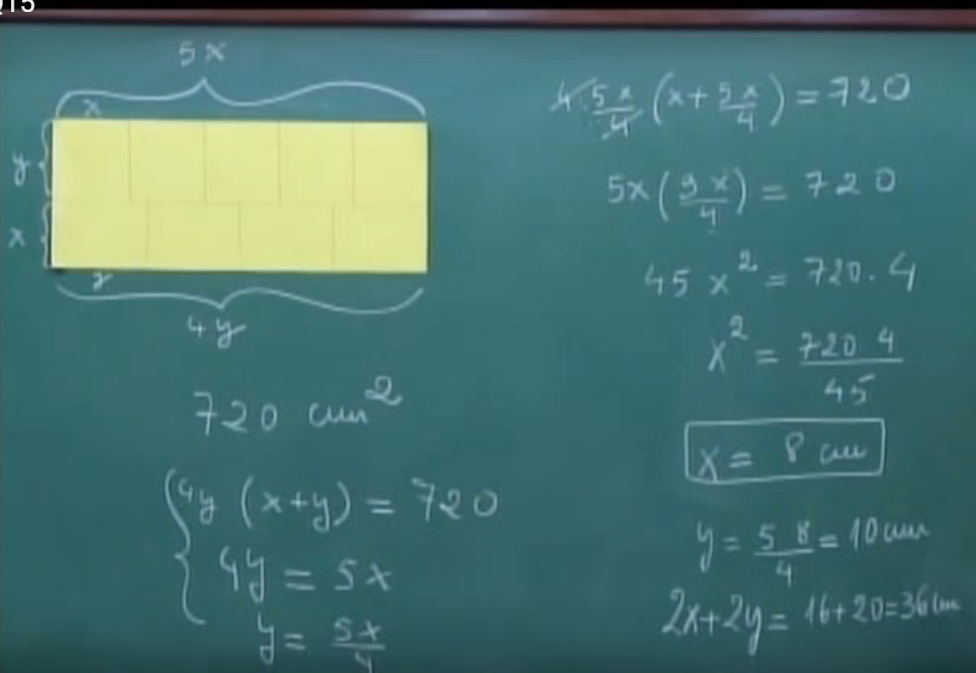 Q15
5x
x
y
x
y
4y
720 cm²
4y (x+y) = 720
4y = 5x
y = 5x/4
4 5x/4 (x + 5x/4) = 720
5x (9x/4) = 720
45 x² = 720 . 4
x² = 720 4/45
x = 8 cm
y = 5 8/4 = 10 cm
2x+2y = 16+20=36 cm